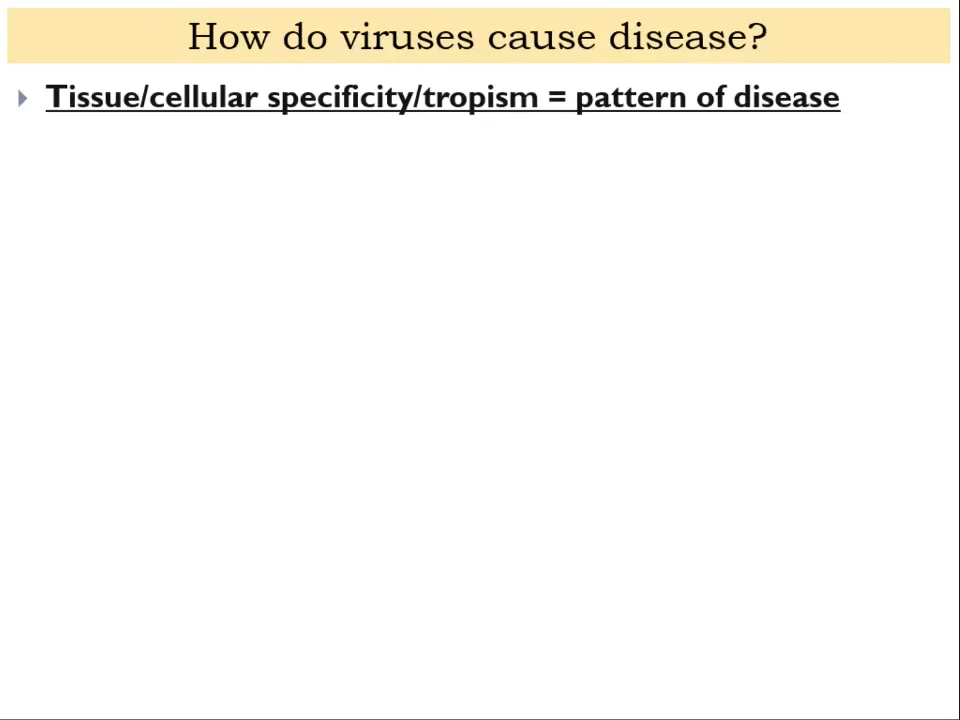 How do viruses cause disease?
Tissue/cellular specificity/tropism = pattern of disease